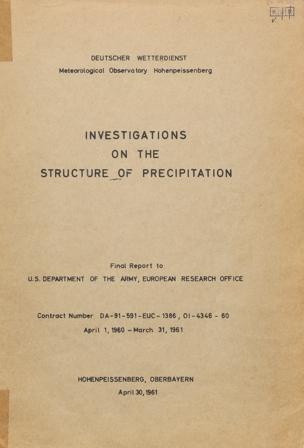 DEUTSCHER WETTERDIENST
Meteorological Observatory Hohenpeissenberg
INVESTIGATIONS
ON THE
STRUCTURE OF PRECIPITATION
Final Report to
U.S. DEPARTMENT OF THE ARMY, EUROPEAN RESEARCH OFFICE
Contract Number DA-91-591-EUC-1386, OI-4346-60
April 1, 1960 – March 31, 1961
HOHENPEISSENBERG, OBERBAYERN
April 30, 1961